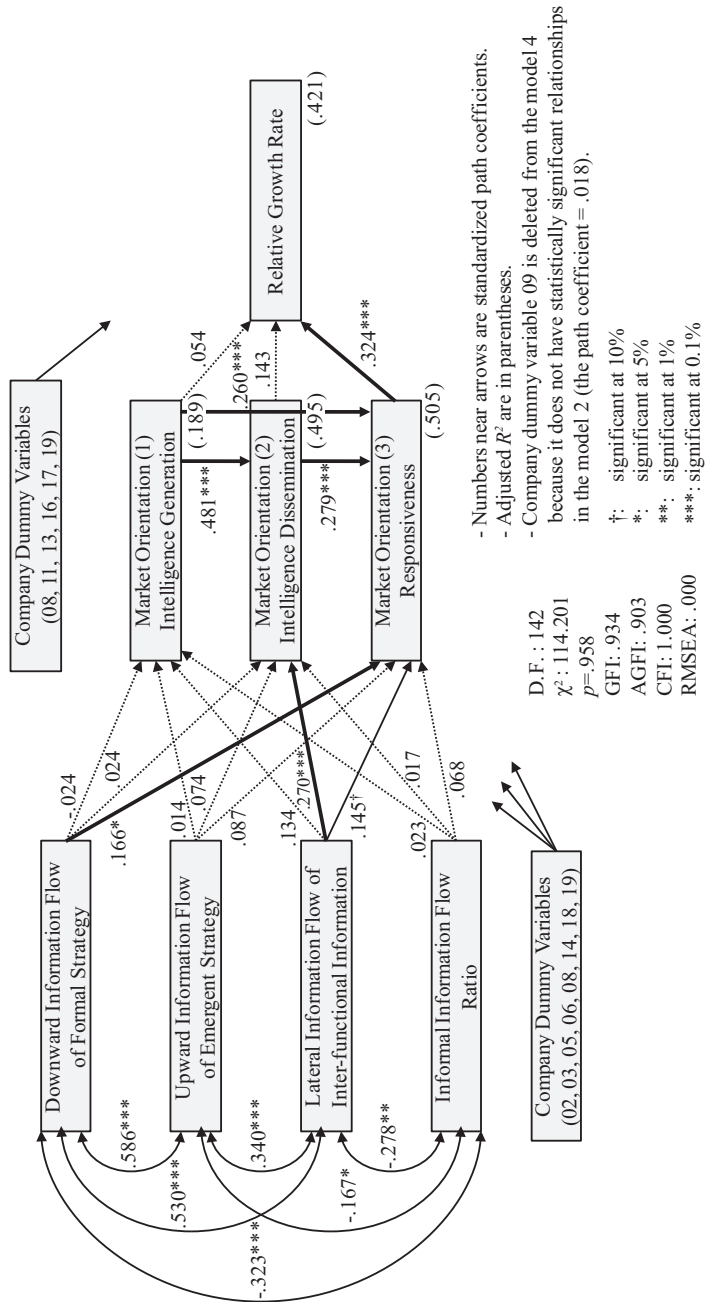 Company Dummy Variables
(08, 11, 13, 16, 17, 19)
Downward Information Flow
of Formal Strategy
Upward Information Flow
of Emergent Strategy
Lateral Information Flow of
Inter-functional Information
Informal Information Flow
Ratio
Company Dummy Variables
(02, 03, 05, 06, 08, 14, 18, 19)
.586***
.530***
-.323***
.340***
-.167*
-.278**
-.024
.024
.166*
.014
.074
.087
.134
.270***
.145†
.023
.017
.068
Market Orientation (1)
Intelligence Generation
(.189)
.481***
.260***
Market Orientation (2)
Intelligence Dissemination
(.495)
.279***
Market Orientation (3)
Responsiveness
(.505)
.054
.143
.324***
Relative Growth Rate
(.421)
D.F. : 142
χ² : 114.201
p=.958
GFI: .934
AGFI: .903
CFI: 1.000
RMSEA: .000
- Numbers near arrows are standardized path coefficients.
- Adjusted R² are in parentheses.
- Company dummy variable 09 is deleted from the model 4
because it does not have statistically significant relationships
in the model 2 (the path coefficient = .018).
†: significant at 10%
*: significant at 5%
**: significant at 1%
***: significant at 0.1%